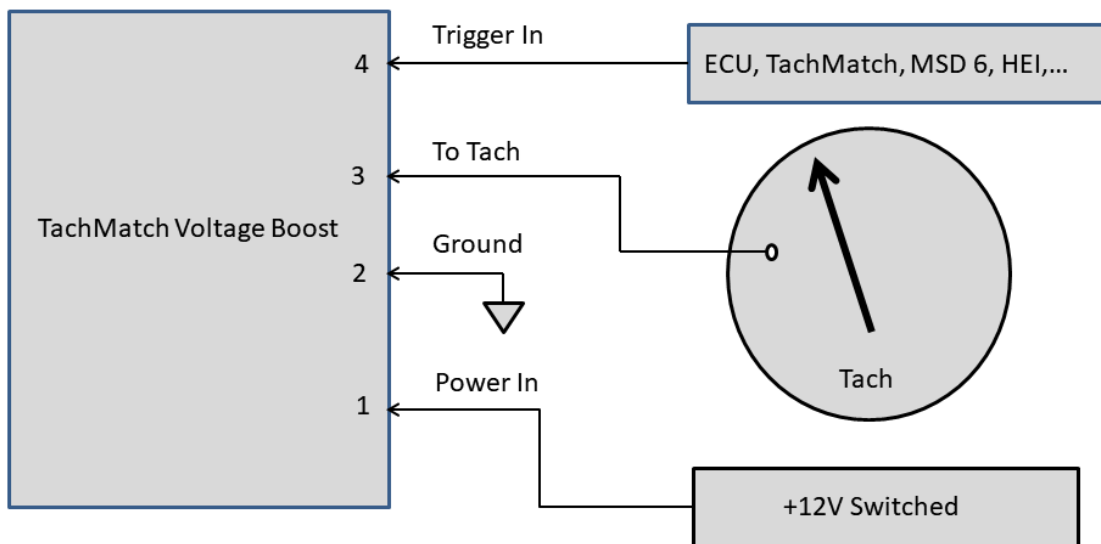 Trigger In
4
ECU, TachMatch, MSD 6, HEI,...
To Tach
3
TachMatch Voltage Boost
Ground
2
Tach
Power In
1
+12V Switched